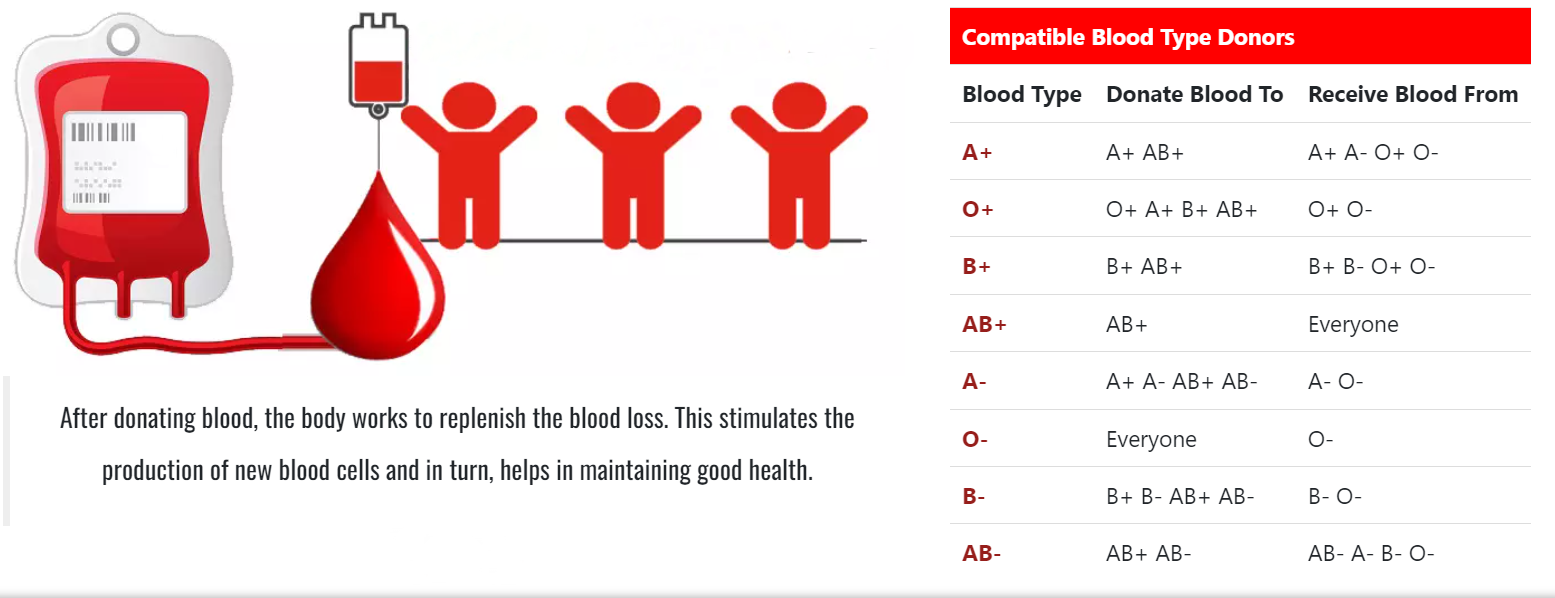 After donating blood, the body works to replenish the blood loss. This stimulates the
production of new blood cells and in turn, helps in maintaining good health.
Compatible Blood Type Donors
Blood Type Donate Blood To Receive Blood From
A+ A+ AB+ A+ A- O+ O-
O+ O+ A+ B+ AB+ O+ O-
B+ B+ AB+ B+ B- O+ O-
AB+ AB+ Everyone
A- A+ A- AB+ AB- A- O-
O- Everyone O-
B- B+ B- AB+ AB- B- O-
AB- AB+ AB- AB- A- B- O-